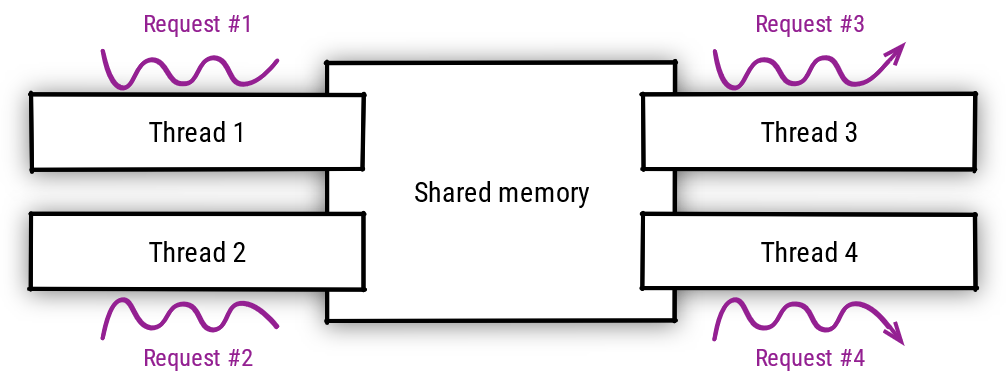 Request #1
Request #3
Thread 1
Thread 3
Shared memory
Thread 2
Thread 4
Request #2
Request #4